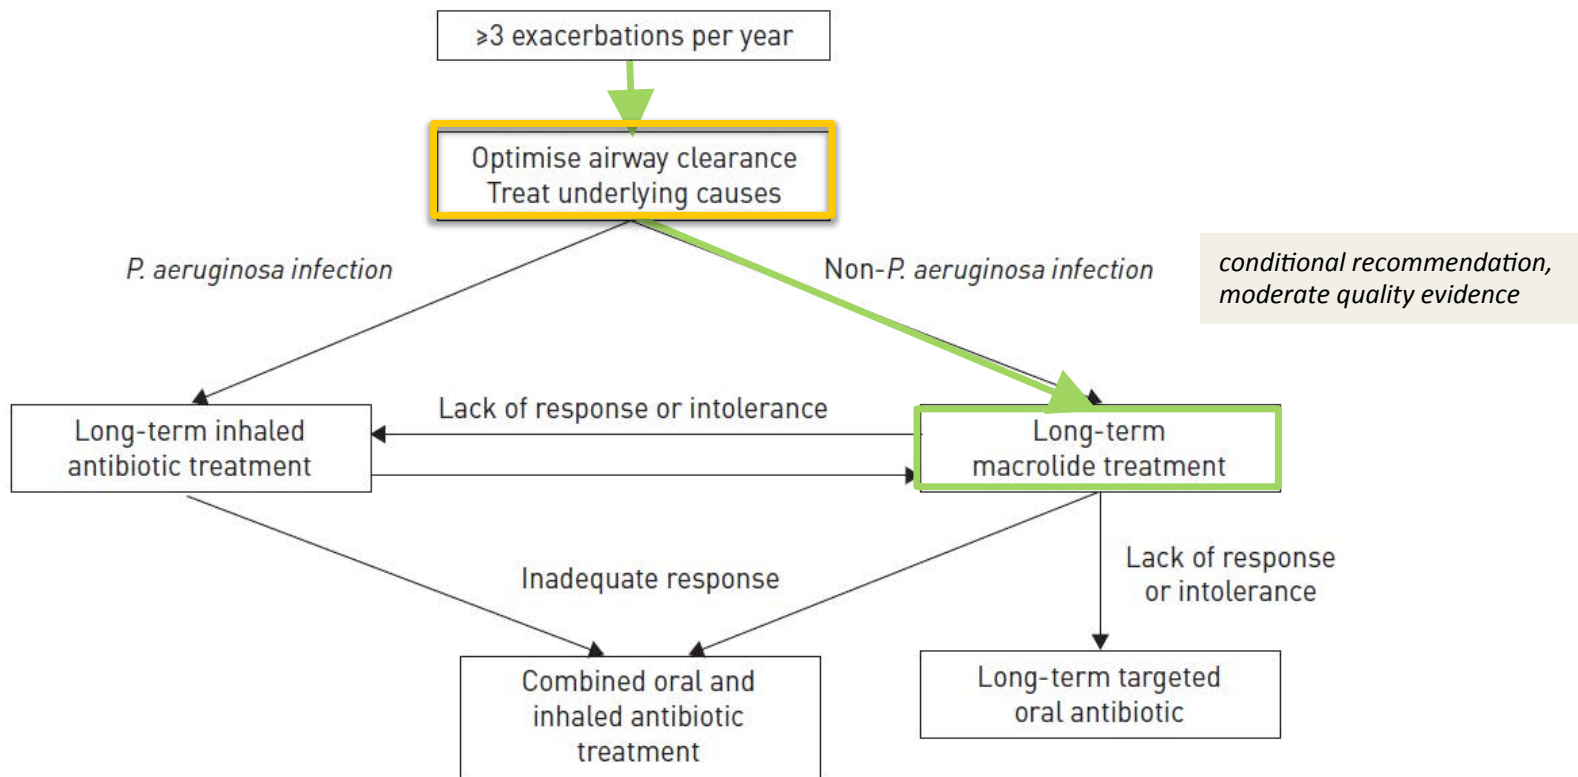 ≥3 exacerbations per year
Optimise airway clearance
Treat underlying causes
P. aeruginosa infection
Non-P. aeruginosa infection
conditional recommendation,
moderate quality evidence
Lack of response or intolerance
Long-term inhaled
antibiotic treatment
Long-term
macrolide treatment
Inadequate response
Lack of response
or intolerance
Combined oral and
inhaled antibiotic
treatment
Long-term targeted
oral antibiotic